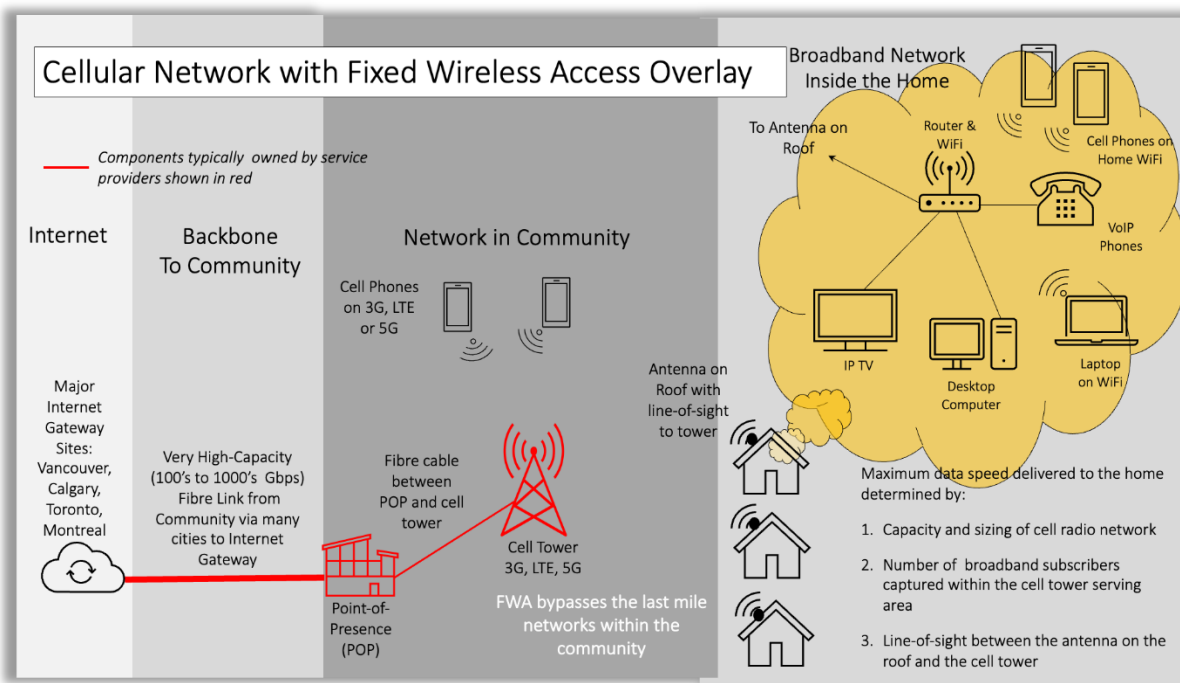 Cellular Network with Fixed Wireless Access Overlay
Components typically owned by service
providers shown in red
Internet
Major
Internet
Gateway
Sites:
Vancouver,
Calgary,
Toronto,
Montreal
Backbone
To Community
Very High-Capacity
(100's to 1000's Gbps)
Fibre Link from
Community via many
cities to Internet
Gateway
Network in Community
Cell Phones
on 3G, LTE
or 5G
Fibre cable
between
POP and cell
tower
Point-of-
Presence
(POP)
Cell Tower
3G, LTE, 5G
FWA bypasses the last mile
networks within the
community
Antenna on
Roof with
line-of-sight
to tower
Broadband Network
Inside the Home
To Antenna on
Roof
Router &
WiFi
Cell Phones on
Home WiFi
VoIP
Phones
IP TV
Desktop
Computer
Laptop
on WiFi
Maximum data speed delivered to the home
determined by:
1. Capacity and sizing of cell radio network
2. Number of broadband subscribers
captured within the cell tower serving
area
3. Line-of-sight between the antenna on the
roof and the cell tower